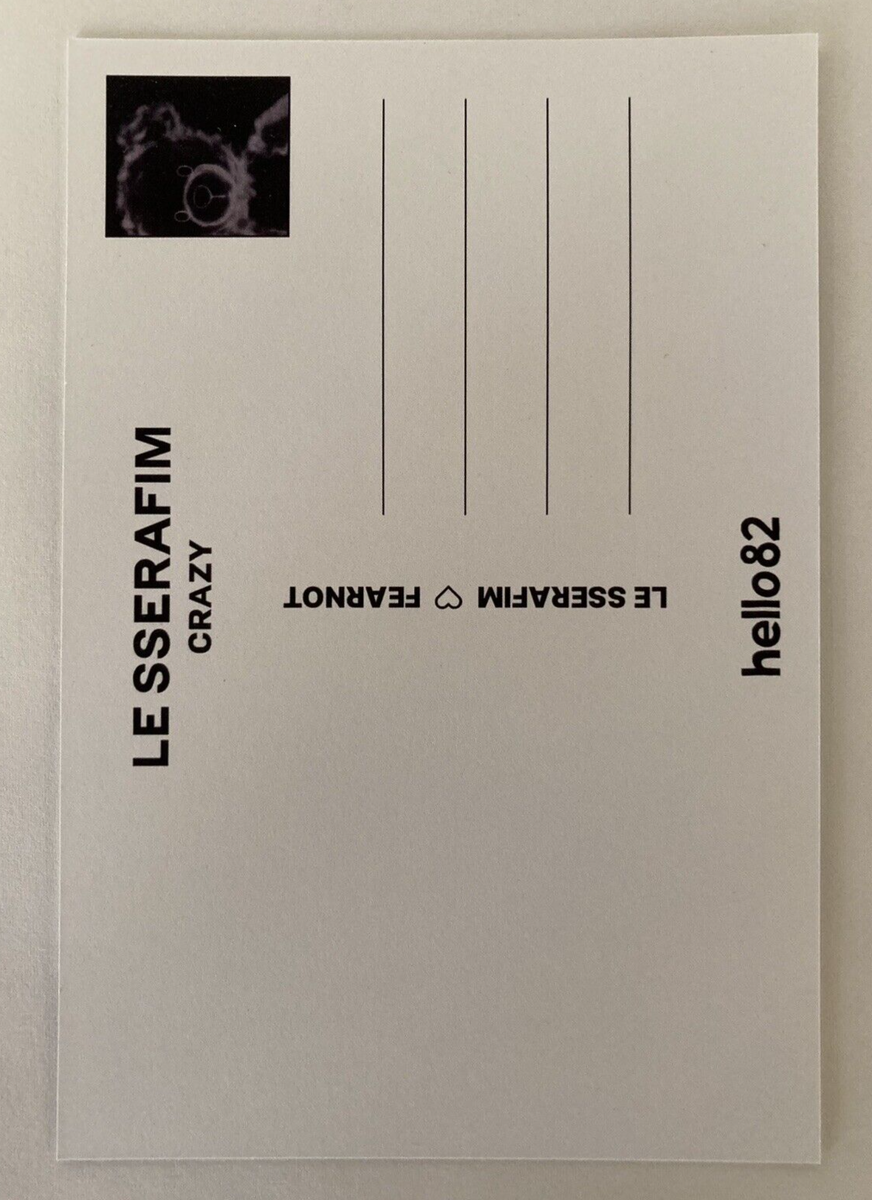 LE SSERAFIM
CRAZY
LE SSERAFIM ♡ FEARNOT
hello82